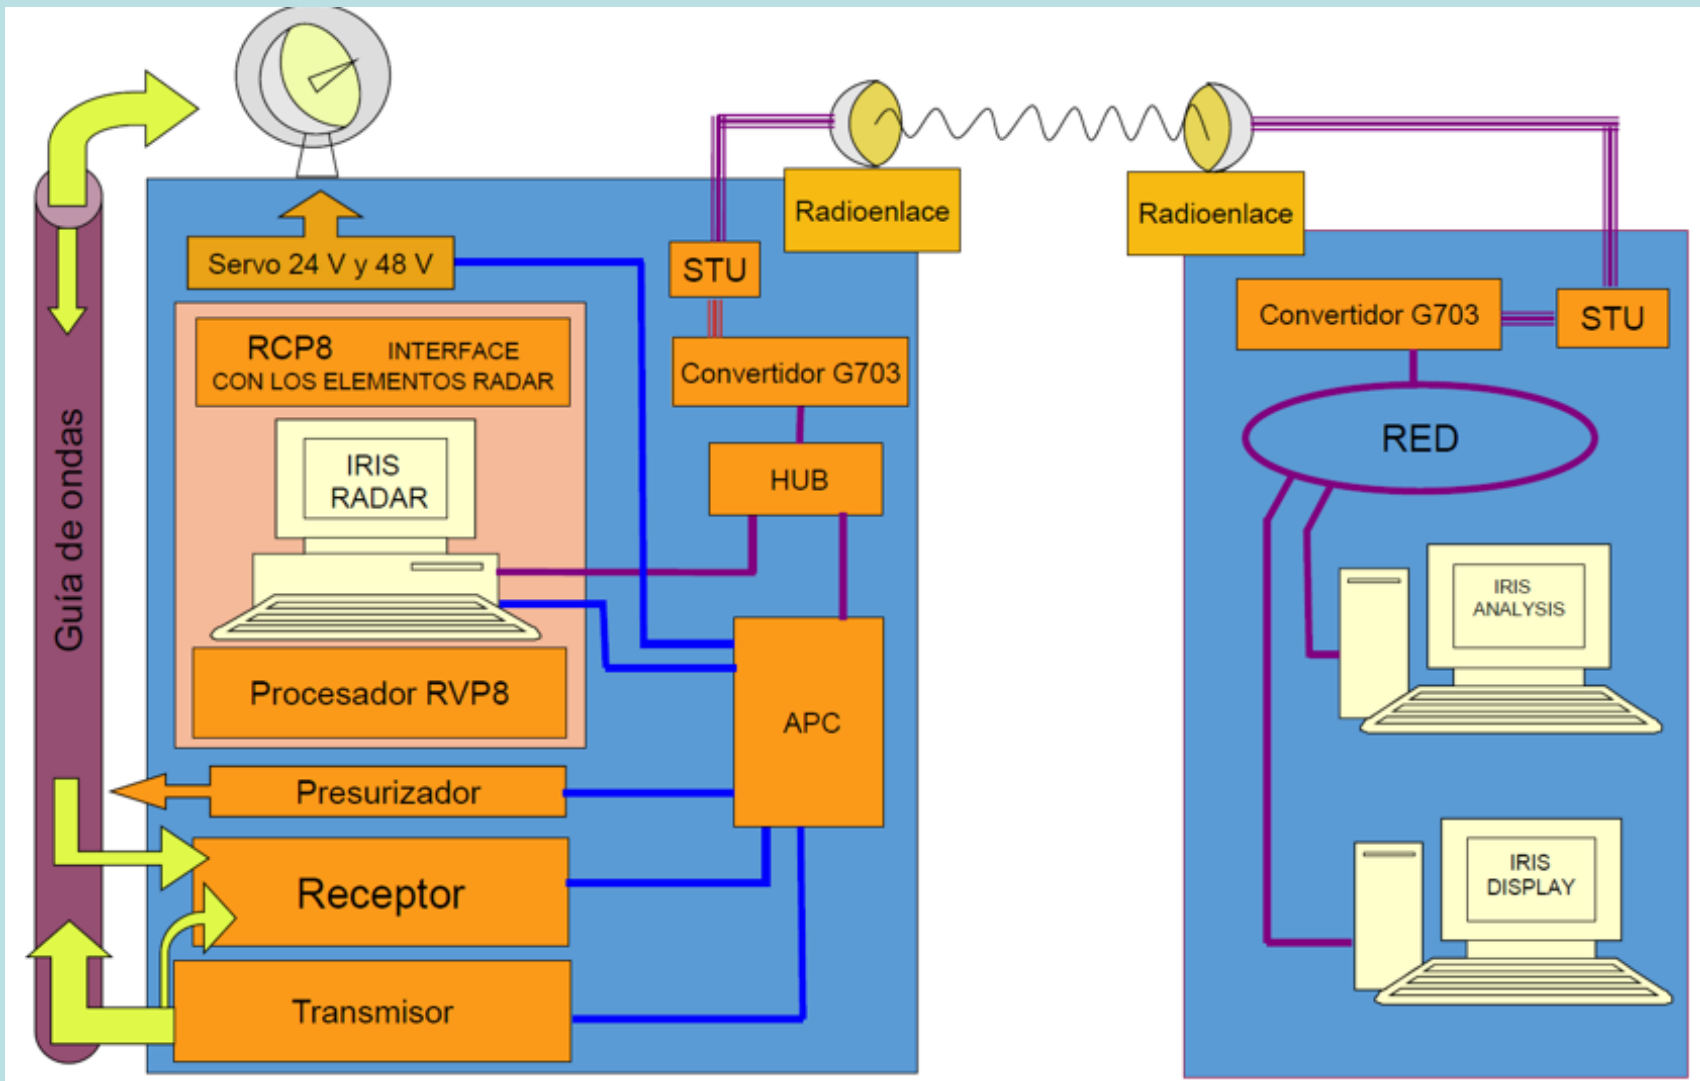 Guía de ondas
Servo 24 V y 48 V
RCP8 INTERFACE
CON LOS ELEMENTOS RADAR
IRIS
RADAR
Procesador RVP8
Presurizador
Receptor
Transmisor
Radioenlace
STU
Convertidor G703
HUB
APC
Radioenlace
Convertidor G703
STU
RED
IRIS
ANALYSIS
IRIS
DISPLAY